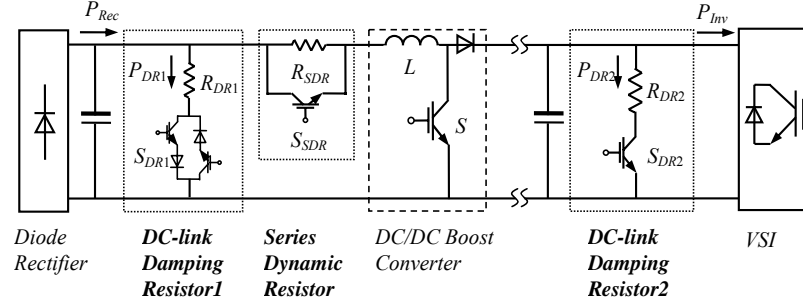 P_Rec
P_Inv
P_DR1
R_DR1
R_SDR
L
P_DR2
R_DR2
S_DR1
S_SDR
S
S_DR2
Diode Rectifier
DC-link Damping Resistor1
Series Dynamic Resistor
DC/DC Boost Converter
DC-link Damping Resistor2
VSI